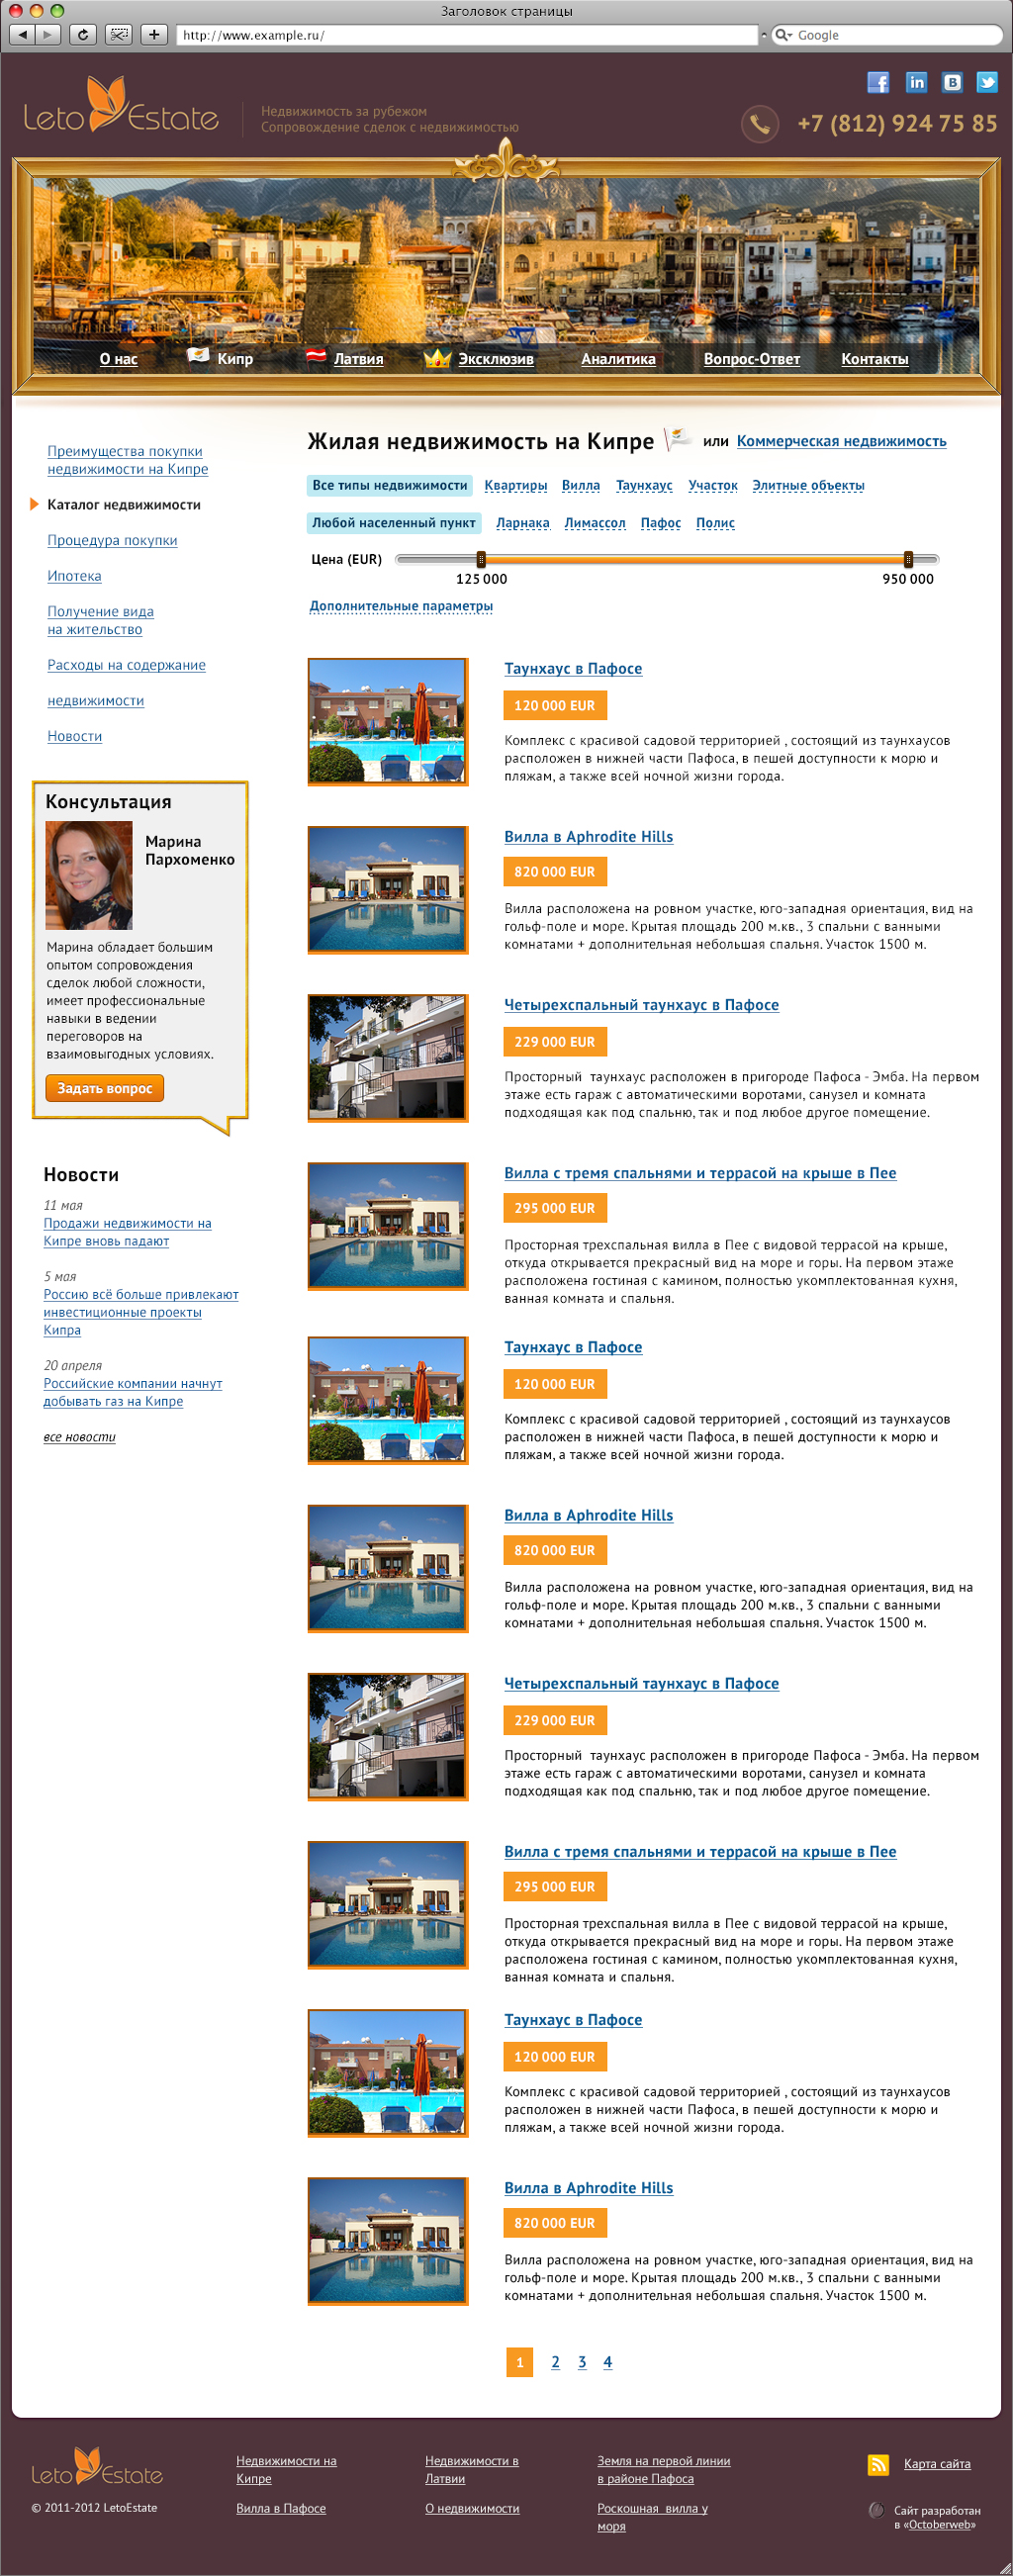 Заголовок страницы
http://www.example.ru/
Google
Leto Estate
Недвижимость за рубежом
Сопровождение сделок с недвижимостью
+7 (812) 924 75 85
О нас
Кипр
Латвия
Эксклюзив
Аналитика
Вопрос-Ответ
Контакты
Преимущества покупки
недвижимости на Кипре
Каталог недвижимости
Процедура покупки
Ипотека
Получение вида
на жительство
Расходы на содержание
недвижимости
Новости
Консультация
Марина
Пархоменко
Марина обладает большим
опытом сопровождения
сделок любой сложности,
имеет профессиональные
навыки в ведении
переговоров на
взаимовыгодных условиях.
Задать вопрос
Новости
11 мая
Продажи недвижимости на
Кипре вновь падают
5 мая
Россию всё больше привлекают
инвестиционные проекты
Кипра
20 апреля
Российские компании начнут
добывать газ на Кипре
все новости
Жилая недвижимость на Кипре или Коммерческая недвижимость
Все типы недвижимости Квартиры Вилла Таунхаус Участок Элитные объекты
Любой населенный пункт Ларнака Лимассол Пафос Полис
Цена (EUR)
125 000 950 000
Дополнительные параметры
Таунхаус в Пафосе
120 000 EUR
Комплекс с красивой садовой территорией , состоящий из таунхаусов
расположен в нижней части Пафоса, в пешей доступности к морю и
пляжам, а также всей ночной жизни города.
Вилла в Aphrodite Hills
820 000 EUR
Вилла расположена на ровном участке, юго-западная ориентация, вид на
гольф-поле и море. Крытая площадь 200 м.кв., 3 спальни с ванными
комнатами + дополнительная небольшая спальня. Участок 1500 м.
Четырехспальный таунхаус в Пафосе
229 000 EUR
Просторный  таунхаус расположен в пригороде Пафоса - Эмба. На первом
этаже есть гараж с автоматическими воротами, санузел и комната
подходящая как под спальню, так и под любое другое помещение.
Вилла с тремя спальнями и террасой на крыше в Пее
295 000 EUR
Просторная трехспальная вилла в Пее с видовой террасой на крыше,
откуда открывается прекрасный вид на море и горы. На первом этаже
расположена гостиная с камином, полностью укомплектованная кухня,
ванная комната и спальня.
Таунхаус в Пафосе
120 000 EUR
Комплекс с красивой садовой территорией , состоящий из таунхаусов
расположен в нижней части Пафоса, в пешей доступности к морю и
пляжам, а также всей ночной жизни города.
Вилла в Aphrodite Hills
820 000 EUR
Вилла расположена на ровном участке, юго-западная ориентация, вид на
гольф-поле и море. Крытая площадь 200 м.кв., 3 спальни с ванными
комнатами + дополнительная небольшая спальня. Участок 1500 м.
Четырехспальный таунхаус в Пафосе
229 000 EUR
Просторный  таунхаус расположен в пригороде Пафоса - Эмба. На первом
этаже есть гараж с автоматическими воротами, санузел и комната
подходящая как под спальню, так и под любое другое помещение.
Вилла с тремя спальнями и террасой на крыше в Пее
295 000 EUR
Просторная трехспальная вилла в Пее с видовой террасой на крыше,
откуда открывается прекрасный вид на море и горы. На первом этаже
расположена гостиная с камином, полностью укомплектованная кухня,
ванная комната и спальня.
Таунхаус в Пафосе
120 000 EUR
Комплекс с красивой садовой территорией , состоящий из таунхаусов
расположен в нижней части Пафоса, в пешей доступности к морю и
пляжам, а также всей ночной жизни города.
Вилла в Aphrodite Hills
820 000 EUR
Вилла расположена на ровном участке, юго-западная ориентация, вид на
гольф-поле и море. Крытая площадь 200 м.кв., 3 спальни с ванными
комнатами + дополнительная небольшая спальня. Участок 1500 м.
1 2 3 4
Leto Estate
© 2011-2012 LetoEstate
Недвижимости на
Кипре
Вилла в Пафосе
Недвижимости в
Латвии
О недвижимости
Земля на первой линии
в районе Пафоса
Роскошная  вилла у
моря
Карта сайта
Сайт разработан
в «Octoberweb»